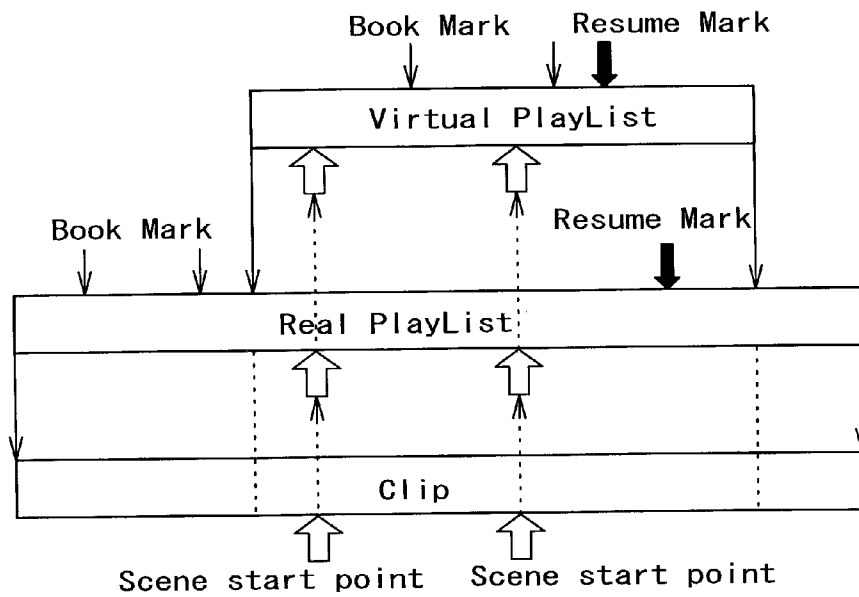 Book Mark
Resume Mark
Virtual PlayList
Resume Mark
Book Mark
Real PlayList
Clip
Scene start point
Scene start point